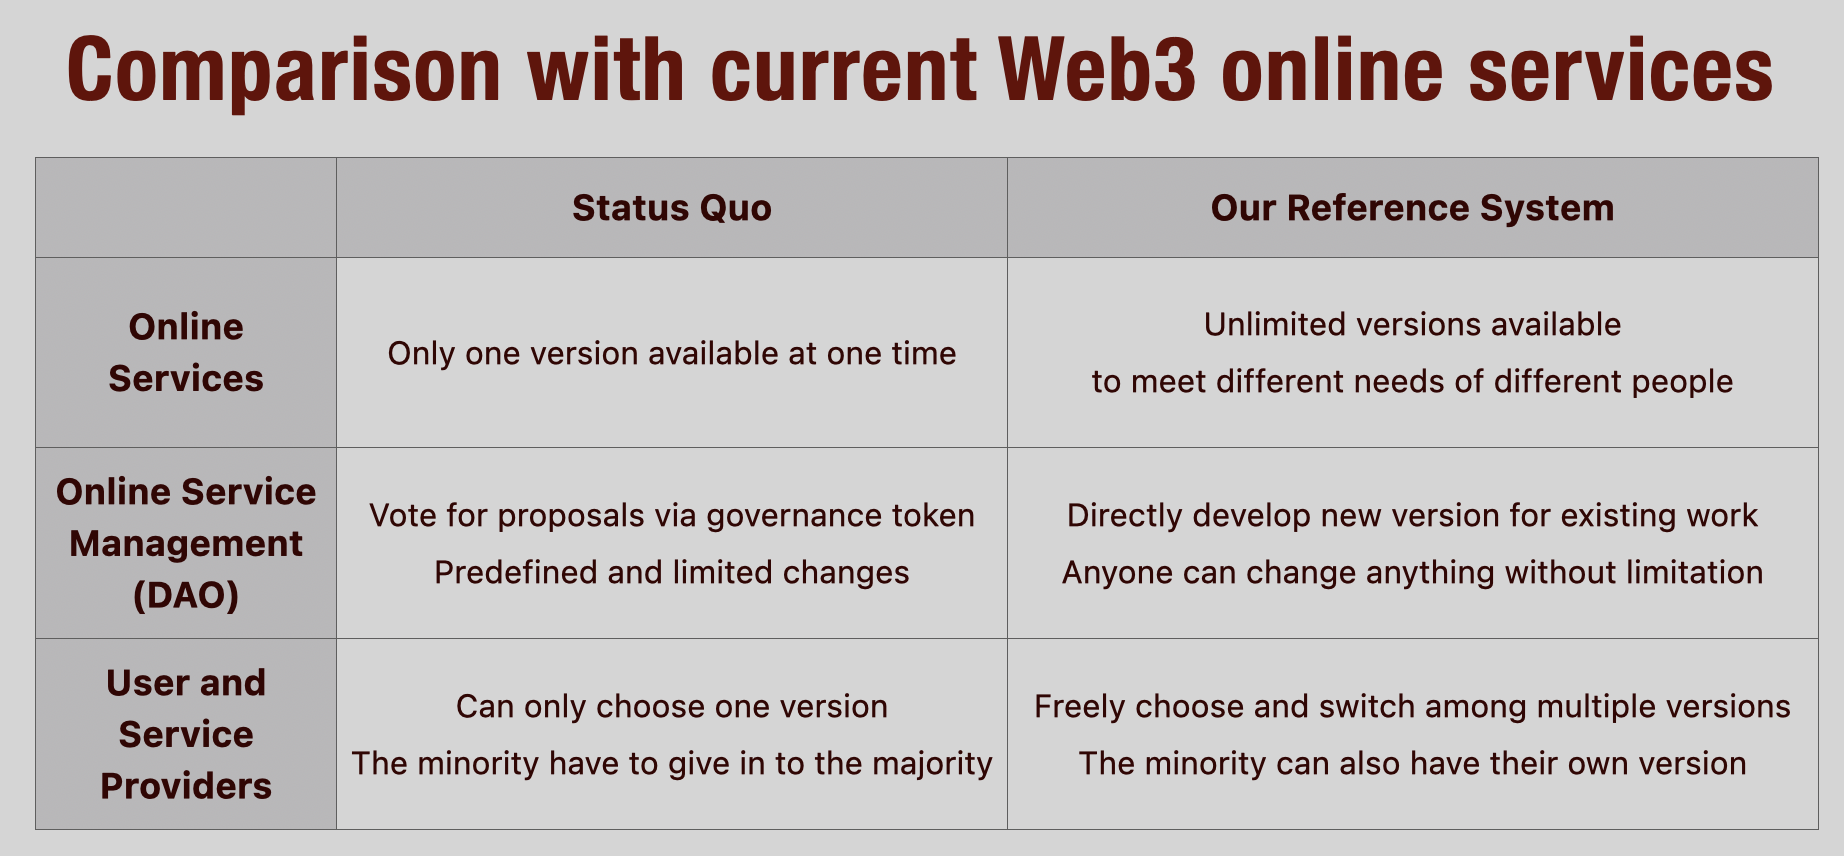 Comparison with current Web3 online services
Status Quo
Our Reference System
Online
Services
Only one version available at one time
Unlimited versions available
to meet different needs of different people
Online Service
Management
(DAO)
Vote for proposals via governance token
Predefined and limited changes
Directly develop new version for existing work
Anyone can change anything without limitation
User and
Service
Providers
Can only choose one version
The minority have to give in to the majority
Freely choose and switch among multiple versions
The minority can also have their own version